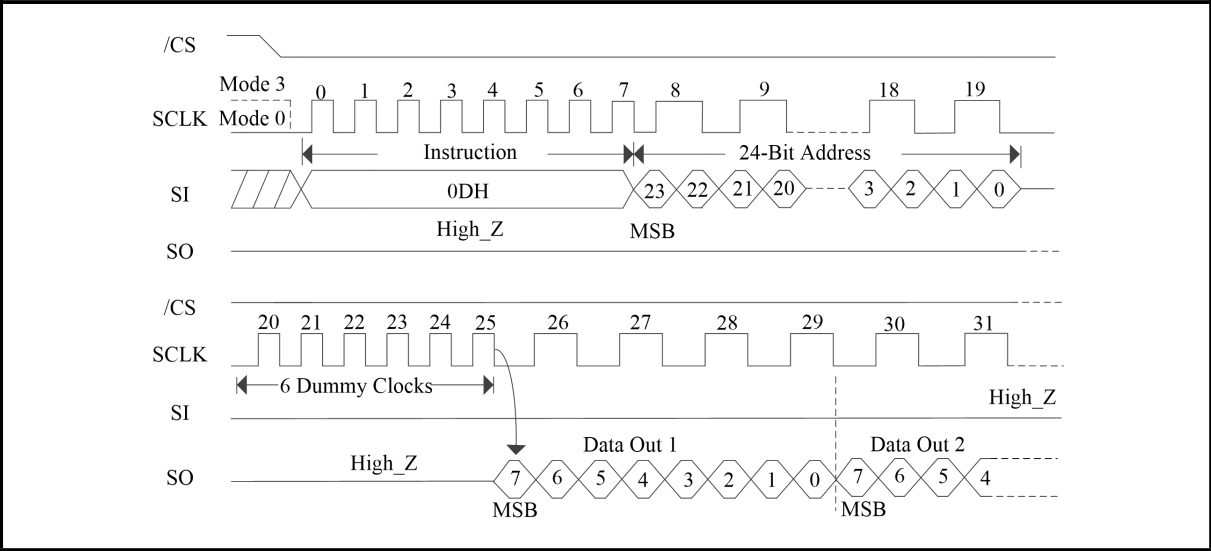 /CS
Mode 3
0 1 2 3 4 5 6 7 8 9 18 19
SCLK Mode 0
Instruction 24-Bit Address
SI 0DH 23 22 21 20 3 2 1 0
High_Z MSB
SO
/CS
20 21 22 23 24 25 26 27 28 29 30 31
SCLK
6 Dummy Clocks
High_Z
SI
Data Out 1 Data Out 2
High_Z
SO 7 6 5 4 3 2 1 0 7 6 5 4
MSB MSB